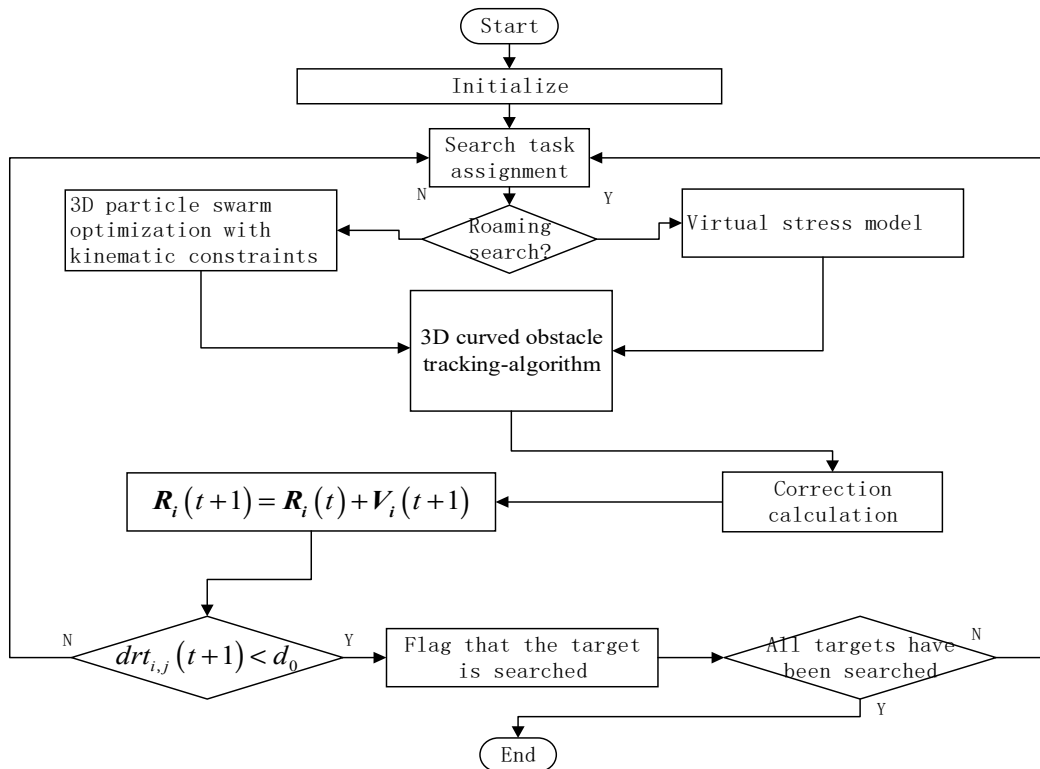 Start
Initialize
Search task
assignment
N
Y
3D particle swarm
optimization with
kinematic constraints
Roaming
search?
Virtual stress model
3D curved obstacle
tracking-algorithm
R_i(t+1) = R_i(t) + V_i(t+1)
Correction
calculation
N
drt_{i,j}(t+1) < d_0
Y
Flag that the target
is searched
All targets have
been searched
N
Y
End